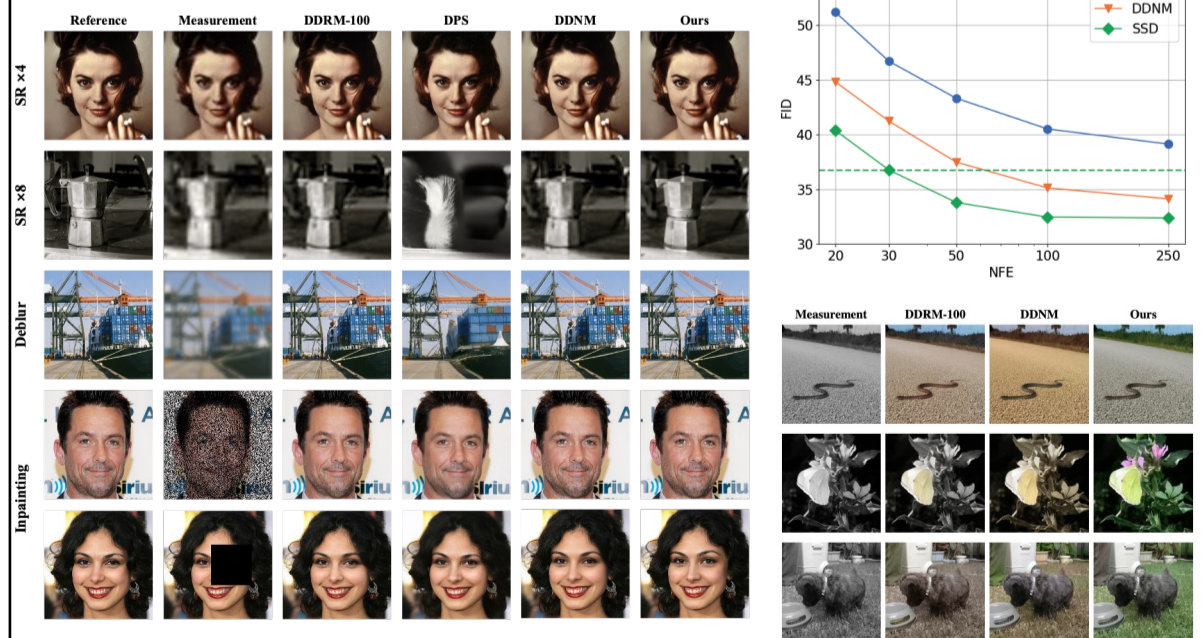 Reference Measurement DDRM-100 DPS DDNM Ours
SR ×4
SR ×8
Deblur
Inpainting
DDNM
SSD
FID
50
45
40
35
30
20 30 50 100 250
NFE
Measurement DDRM-100 DDNM Ours